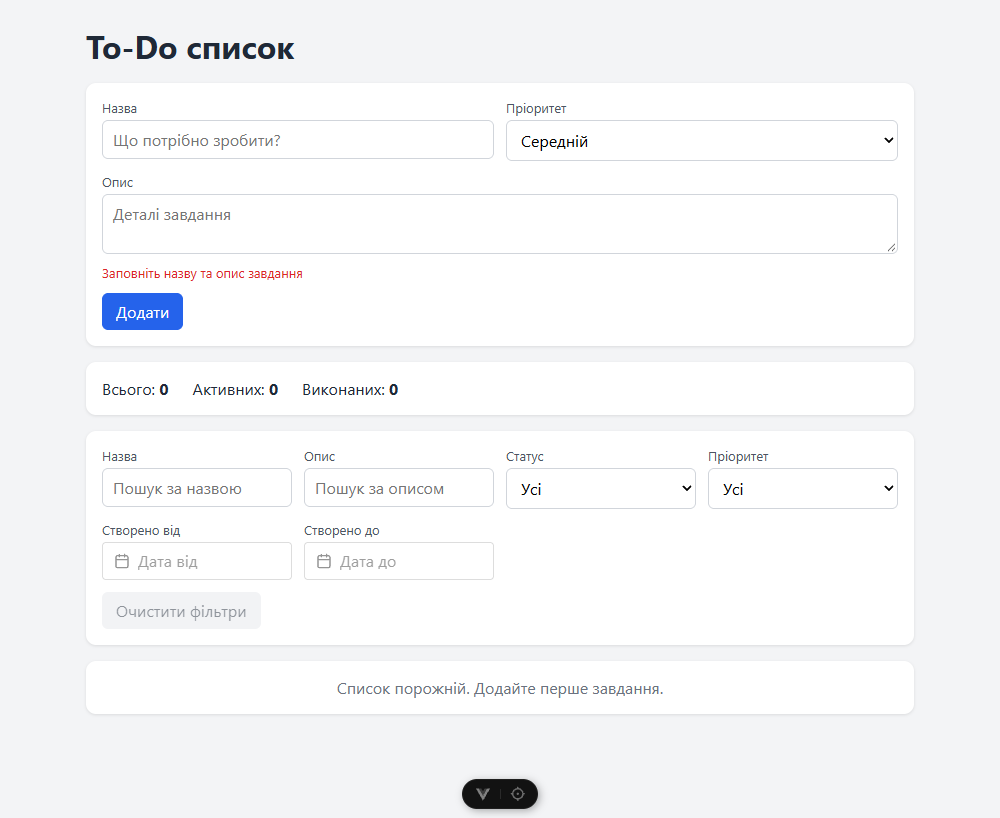 To-Do список
Назва
Пріоритет
Що потрібно зробити?
Середній
Опис
Деталі завдання
Заповніть назву та опис завдання
Додати
Всього: 0 Активних: 0 Виконаних: 0
Назва
Опис
Статус
Пріоритет
Пошук за назвою
Пошук за описом
Усі
Усі
Створено від
Створено до
Дата від
Дата до
Очистити фільтри
Список порожній. Додайте перше завдання.